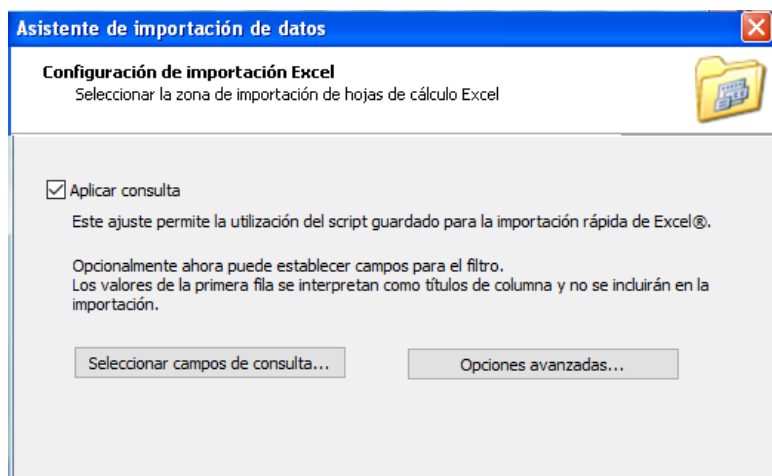 Asistente de importación de datos
Configuración de importación Excel
Seleccionar la zona de importación de hojas de cálculo Excel
Aplicar consulta
Este ajuste permite la utilización del script guardado para la importación rápida de Excel®.
Opcionalmente ahora puede establecer campos para el filtro.
Los valores de la primera fila se interpretan como títulos de columna y no se incluirán en la
importación.
Seleccionar campos de consulta...
Opciones avanzadas...